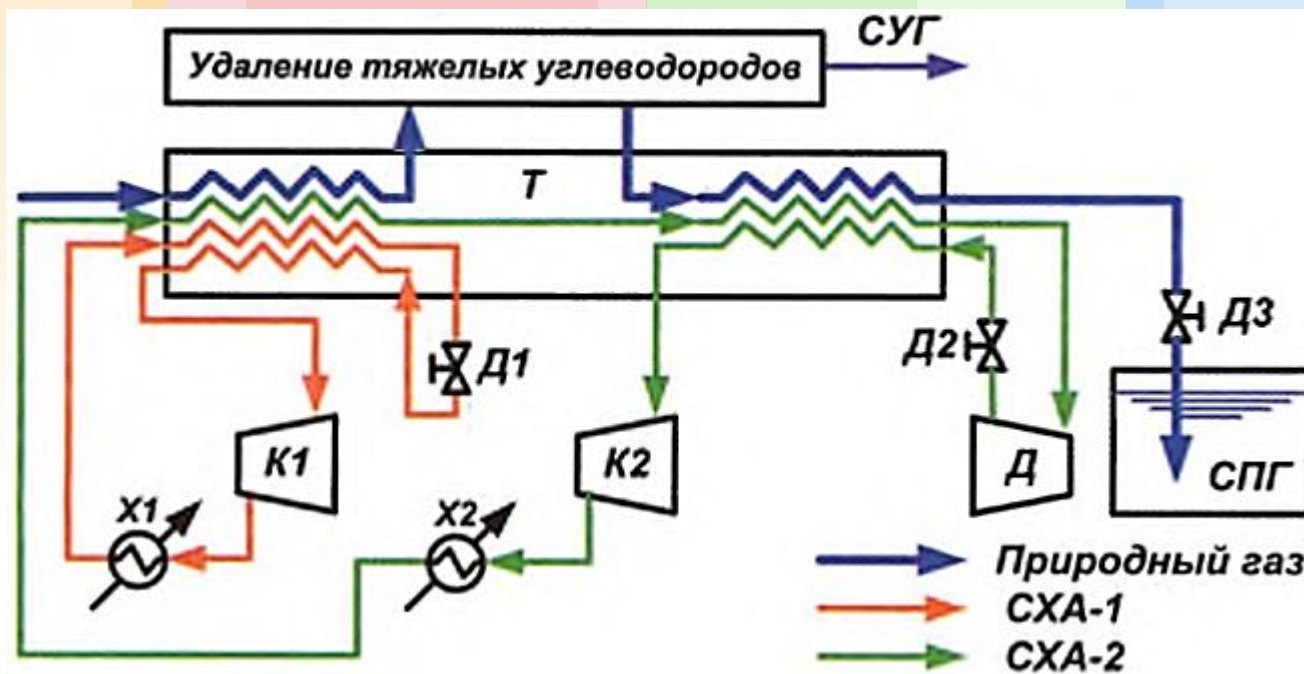 СУГ
Удаление тяжелых углеводородов
Т
Д3
Д2
Д1
К1
К2
Д
СПГ
Х1
Х2
Природный газ
СХА-1
СХА-2